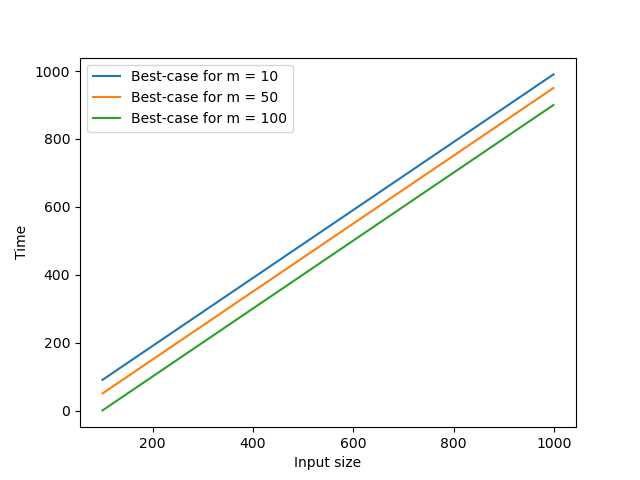 Best-case for m = 10
Best-case for m = 50
Best-case for m = 100
1000
800
600
400
200
0
Time
200 400 600 800 1000
Input size